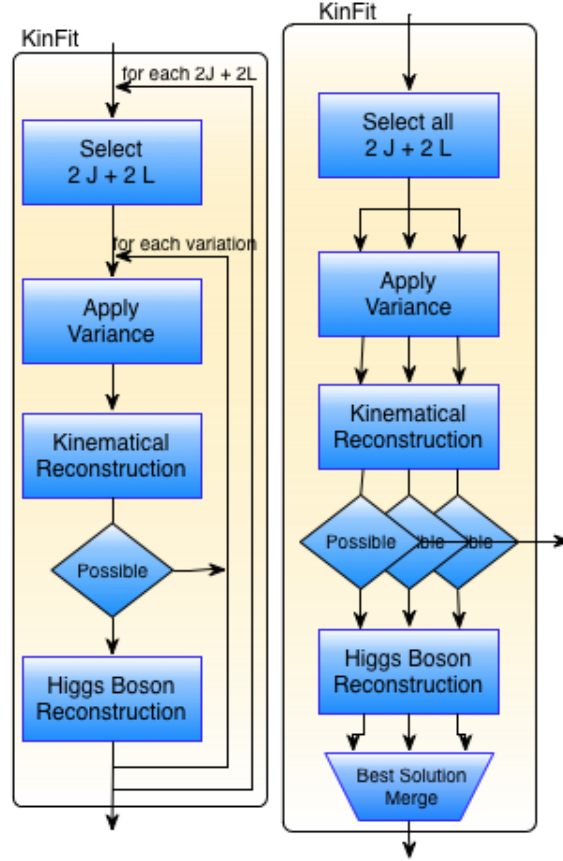 KinFit
for each 2J + 2L
Select
2 J + 2 L
for each variation
Apply
Variance
Kinematical
Reconstruction
Possible
Higgs Boson
Reconstruction
KinFit
Select all
2 J + 2 L
Apply
Variance
Kinematical
Reconstruction
Possible
Higgs Boson
Reconstruction
Best Solution
Merge